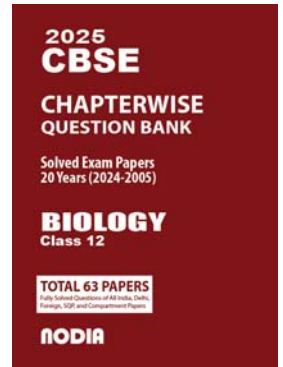 2025
CBSE
CHAPTERWISE
QUESTION BANK
Solved Exam Papers
20 Years (2024-2005)
BIOLOGY
Class 12
TOTAL 63 PAPERS
Fully Solved Questions of All India, Delhi,
Foreign, SQP, and Compartment Papers
NODIA